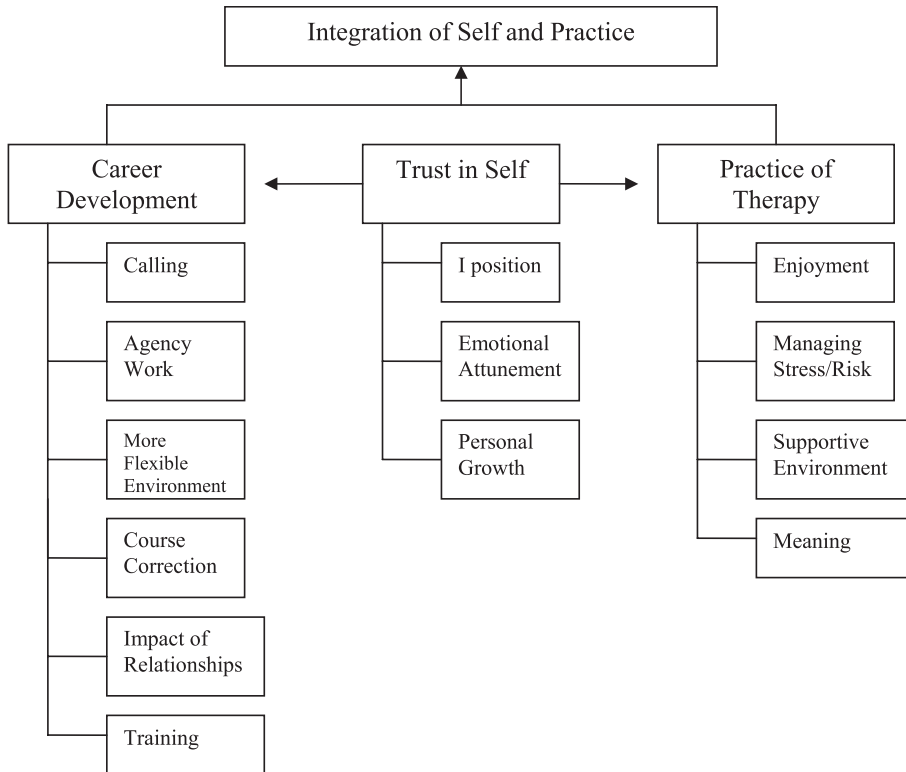 Integration of Self and Practice
Career
Development
Trust in Self
Practice of
Therapy
Calling
Agency
Work
More
Flexible
Environment
Course
Correction
Impact of
Relationships
Training
I position
Emotional
Attunement
Personal
Growth
Enjoyment
Managing
Stress/Risk
Supportive
Environment
Meaning